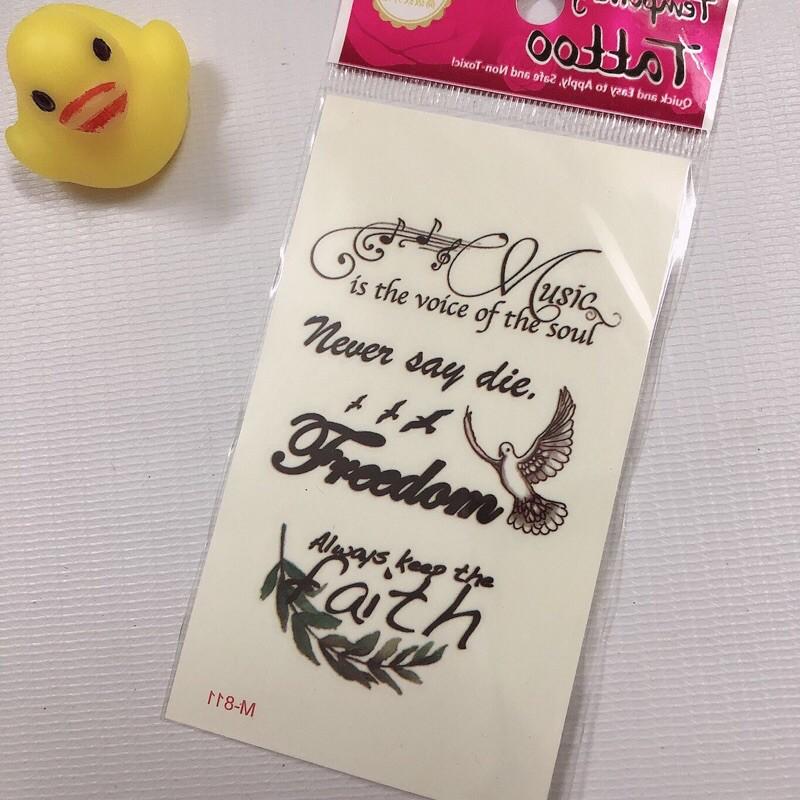 Temporary
Tattoo
Quick and Easy to Apply, Safe and Non-Toxic!
Music
is the voice of the soul
Never say die.
Freedom
Always keep the
faith
M-811